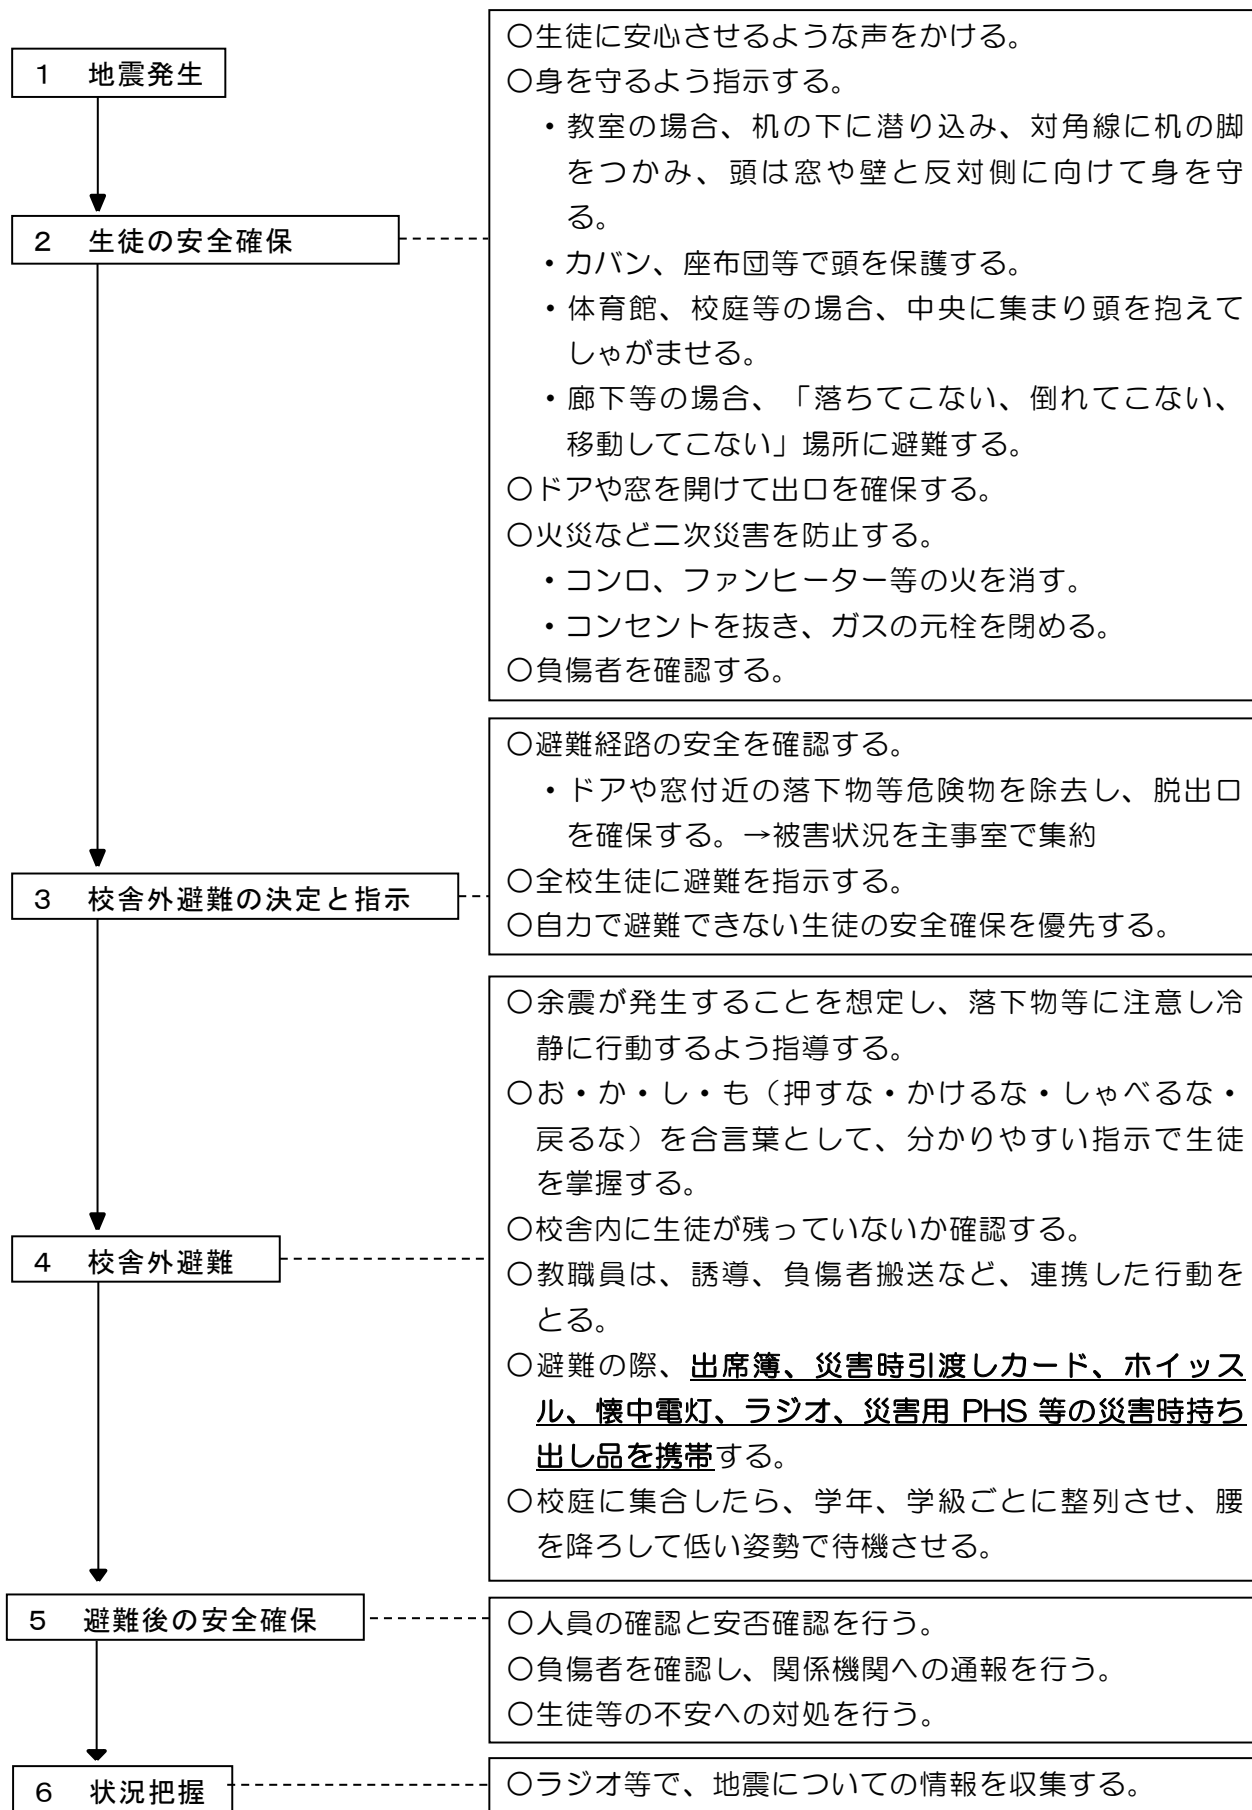 １　地震発生
○生徒に安心させるような声をかける。
○身を守るよう指示する。
・教室の場合、机の下に潜り込み、対角線に机の脚
をつかみ、頭は窓や壁と反対側に向けて身を守
る。
２　生徒の安全確保
・カバン、座布団等で頭を保護する。
・体育館、校庭等の場合、中央に集まり頭を抱えて
しゃがませる。
・廊下等の場合、「落ちてこない、倒れてこない、
移動してこない」場所に避難する。
○ドアや窓を開けて出口を確保する。
○火災など二次災害を防止する。
・コンロ、ファンヒーター等の火を消す。
・コンセントを抜き、ガスの元栓を閉める。
○負傷者を確認する。
○避難経路の安全を確認する。
・ドアや窓付近の落下物等危険物を除去し、脱出口
を確保する。→被害状況を主事室で集約
３　校舎外避難の決定と指示
○全校生徒に避難を指示する。
○自力で避難できない生徒の安全確保を優先する。
○余震が発生することを想定し、落下物等に注意し冷
静に行動するよう指導する。
○お・か・し・も（押すな・かけるな・しゃべるな・
戻るな）を合言葉として、分かりやすい指示で生徒
を掌握する。
○校舎内に生徒が残っていないか確認する。
４　校舎外避難
○教職員は、誘導、負傷者搬送など、連携した行動を
とる。
○避難の際、出席簿、災害時引渡しカード、ホイッス
ル、懐中電灯、ラジオ、災害用 PHS 等の災害時持ち
出し品を携帯する。
○校庭に集合したら、学年、学級ごとに整列させ、腰
を降ろして低い姿勢で待機させる。
５　避難後の安全確保
○人員の確認と安否確認を行う。
○負傷者を確認し、関係機関への通報を行う。
○生徒等の不安への対処を行う。
６　状況把握
○ラジオ等で、地震についての情報を収集する。